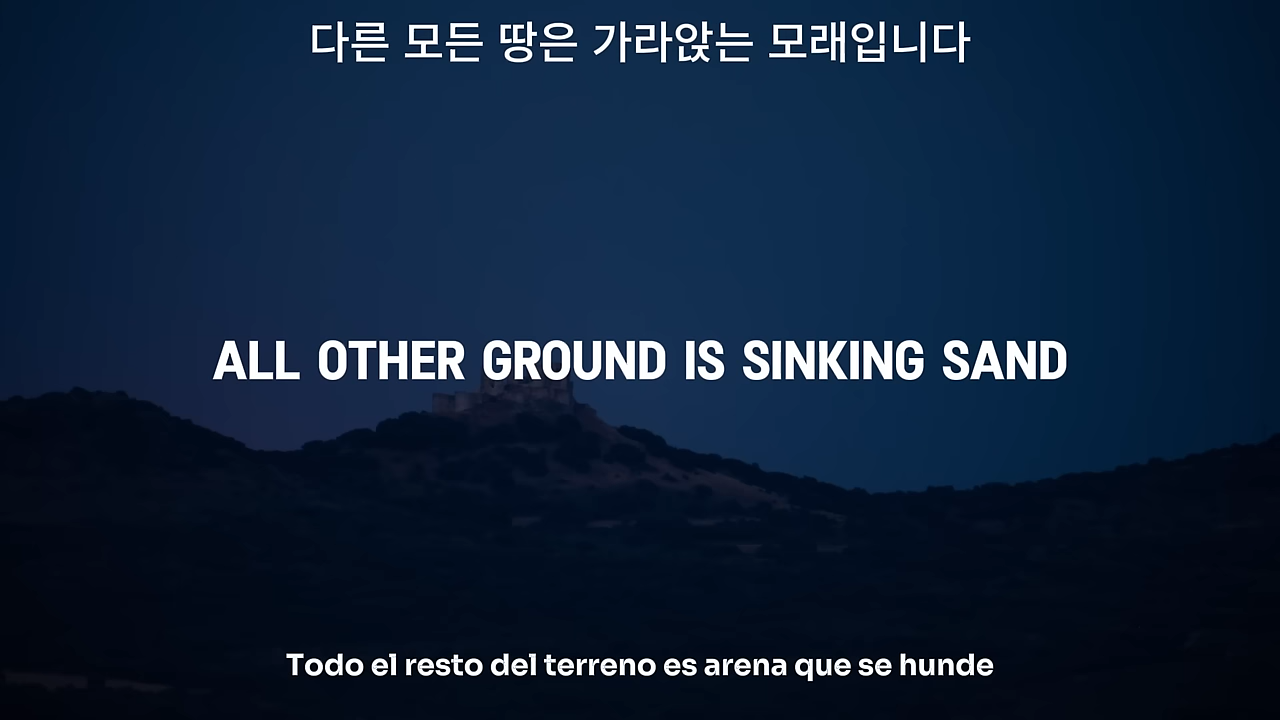 다른 모든 땅은 가라앉는 모래입니다
ALL OTHER GROUND IS SINKING SAND
Todo el resto del terreno es arena que se hunde